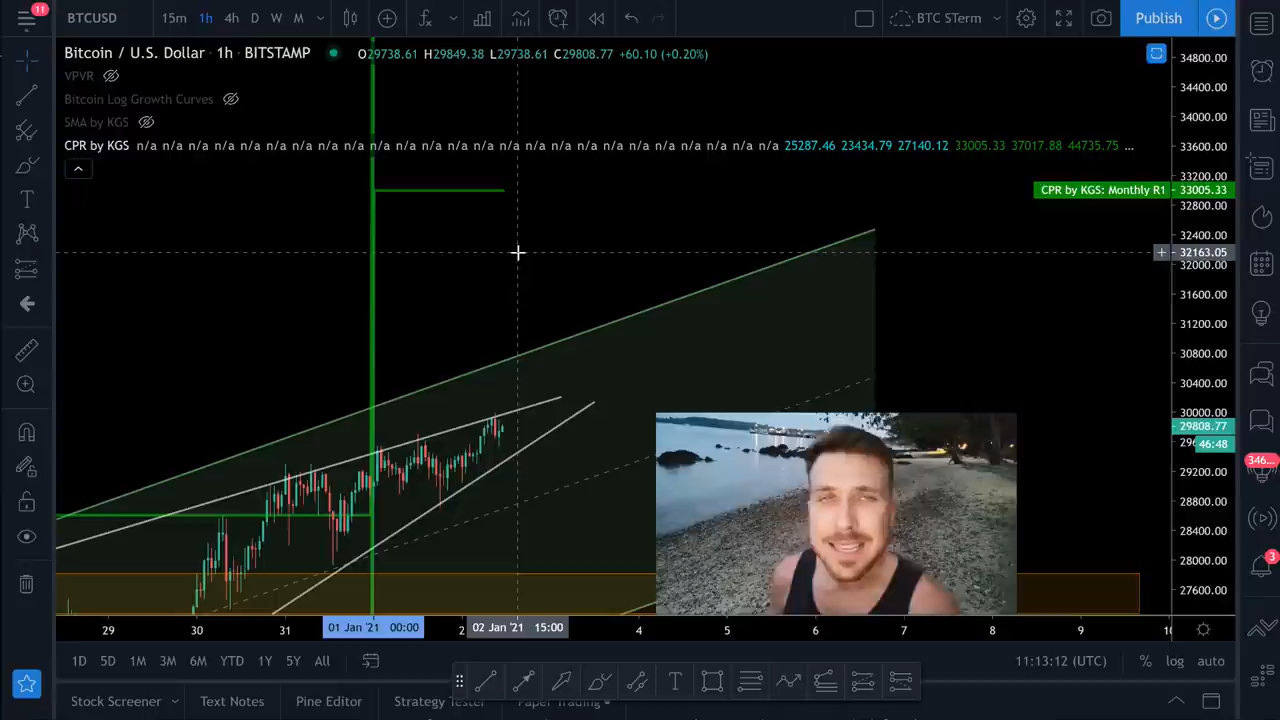 11
BTCUSD 15m 1h 4h D W M BTC STerm Publish
Bitcoin / U.S. Dollar 1h · BITSTAMP O29738.61 H29849.38 L29738.61 C29808.77 +60.10 (+0.20%)
VPVR
Bitcoin Log Growth Curves
SMA by KGS
CPR by KGS n/a n/a n/a n/a n/a n/a n/a n/a n/a n/a n/a n/a n/a n/a n/a n/a n/a n/a n/a n/a n/a n/a n/a n/a n/a n/a n/a 25287.46 23434.79 27140.12 33005.33 37017.88 44735.75 ...
34800.00
34400.00
34000.00
33600.00
33200.00
CPR by KGS: Monthly R1 33005.33
32800.00
32400.00
32163.05
32000.00
31600.00
31200.00
30800.00
30400.00
30000.00
29808.77
46:48
346...
29200.00
28800.00
28400.00
28000.00
27600.00
3
29 30 31 01 Jan '21 00:00 2 02 Jan '21 15:00 4 5 6 7 8 9
1D 5D 1M 3M 6M YTD 1Y 5Y All 11:13:12 (UTC) % log auto
Stock Screener Text Notes Pine Editor Strategy Tester Paper Trading